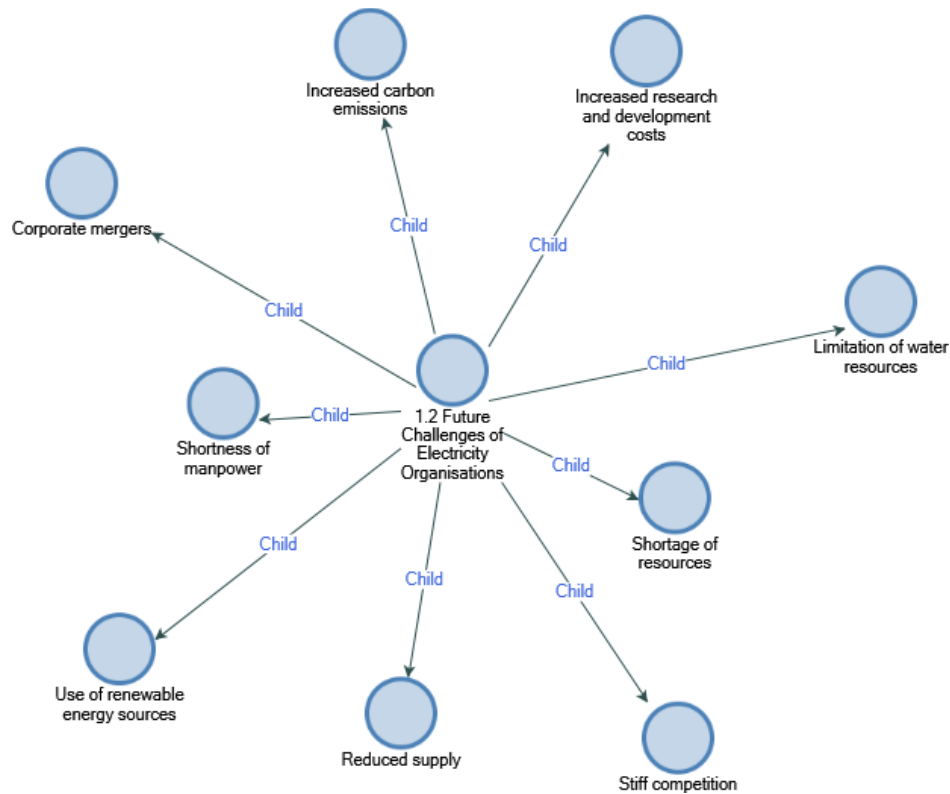 Increased carbon
emissions
Increased research
and development
costs
Child
Child
Corporate mergers
Child
Limitation of water
resources
Child
1.2 Future
Challenges of
Electricity
Organisations
Child
Shortness of
manpower
Child
Shortage of
resources
Child
Child
Child
Use of renewable
energy sources
Reduced supply
Stiff competition